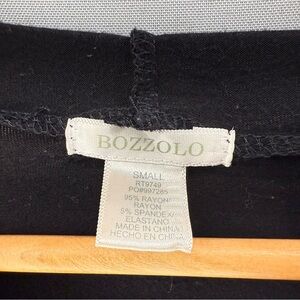 BOZZOLO
SMALL
RT9749
PO#997285
95% RAYON/
RAYON
5% SPANDEX/
ELASTANO
MADE IN CHINA/
HECHO EN CHINA